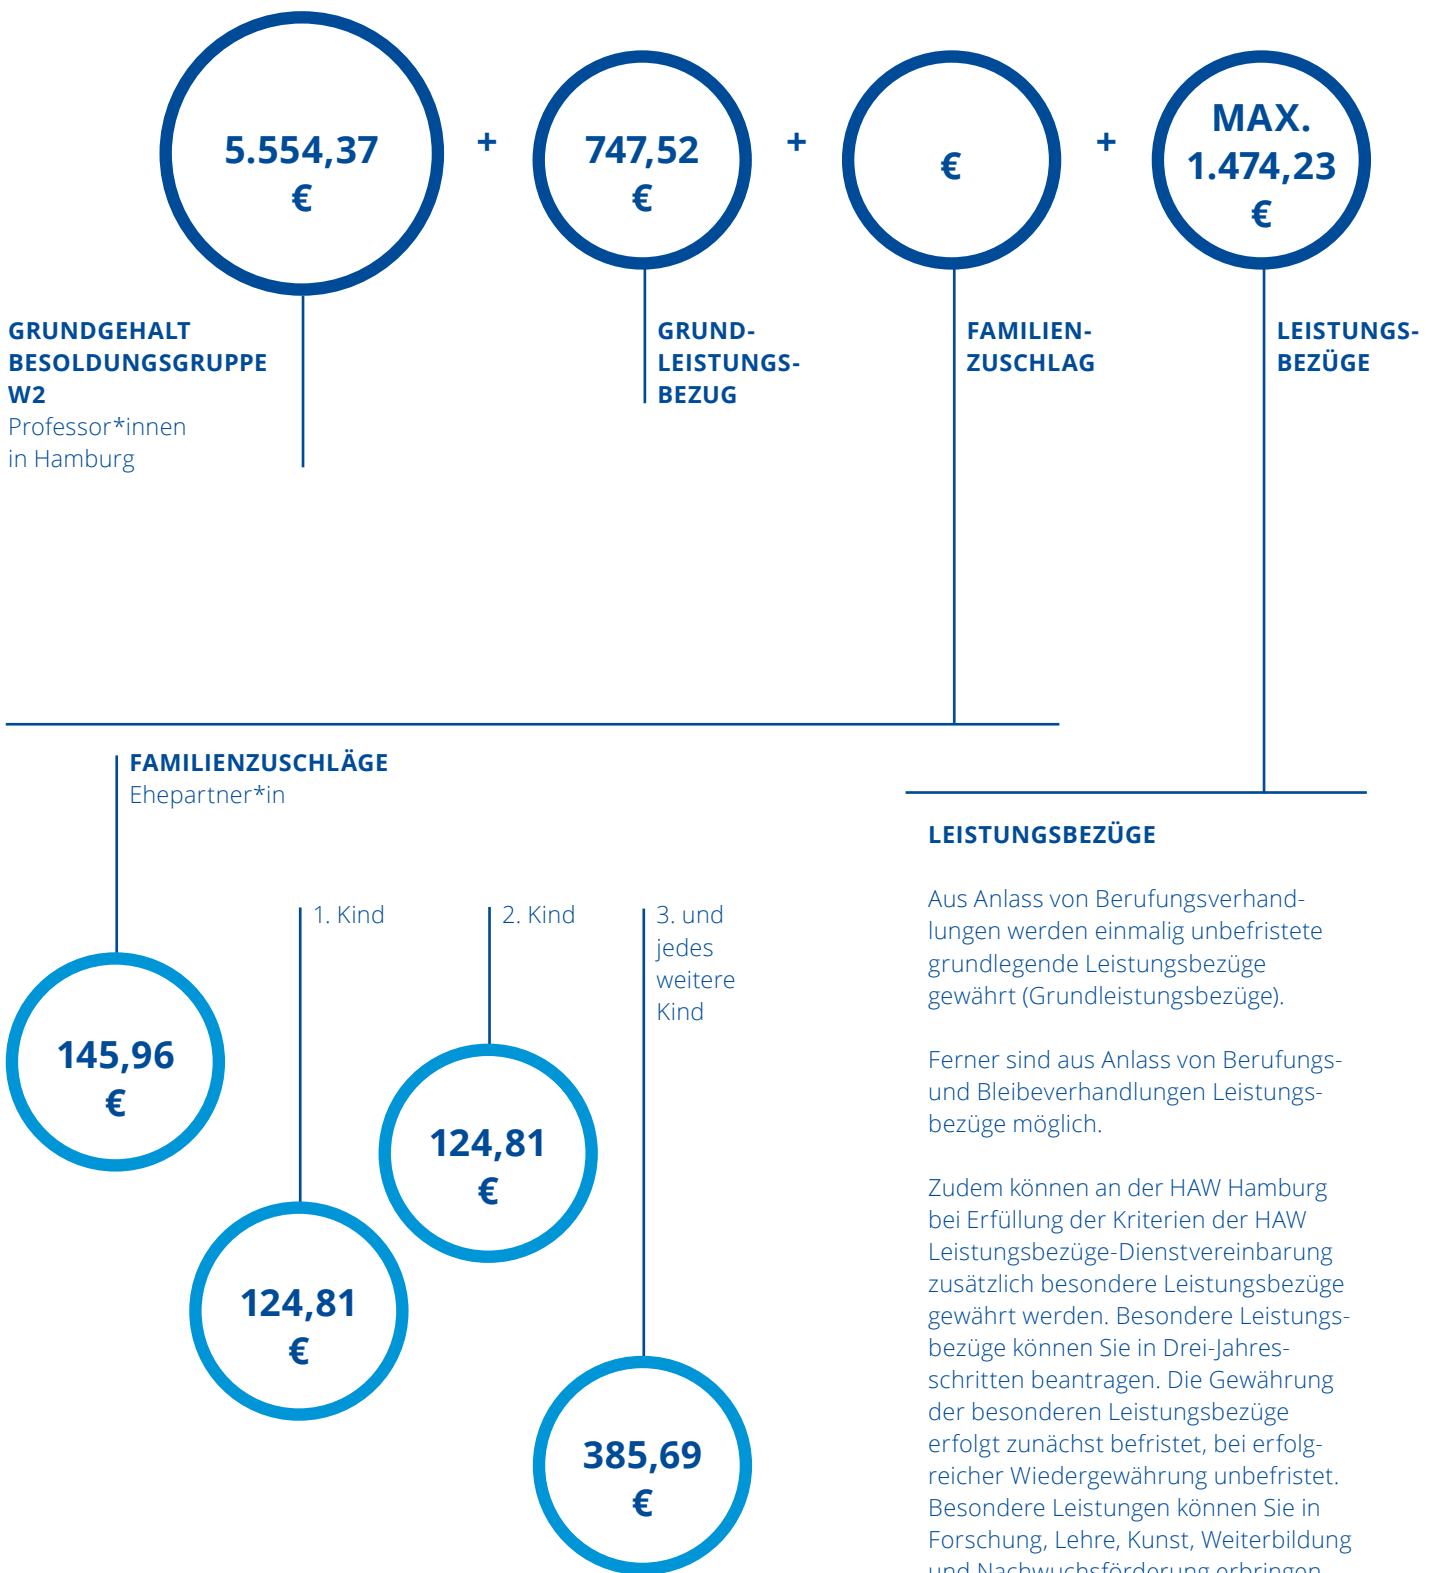 5.554,37
€
+
747,52
€
+
€
+
MAX.
1.474,23
€
GRUNDGEHALT
BESOLDUNGSGRUPPE
W2
Professor*innen
in Hamburg
GRUND-
LEISTUNGS-
BEZUG
FAMILIEN-
ZUSCHLAG
LEISTUNGS-
BEZÜGE
FAMILIENZUSCHLÄGE
Ehepartner*in
145,96
€
1. Kind
124,81
€
2. Kind
124,81
€
3. und
jedes
weitere
Kind
385,69
€
LEISTUNGSBEZÜGE
Aus Anlass von Berufungsverhand-
lungen werden einmalig unbefristete
grundlegende Leistungsbezüge
gewährt (Grundleistungsbezüge).
Ferner sind aus Anlass von Berufungs-
und Bleibeverhandlungen Leistungs-
bezüge möglich.
Zudem können an der HAW Hamburg
bei Erfüllung der Kriterien der HAW
Leistungsbezüge-Dienstvereinbarung
zusätzlich besondere Leistungsbezüge
gewährt werden. Besondere Leistungs-
bezüge können Sie in Drei-Jahres-
schritten beantragen. Die Gewährung
der besonderen Leistungsbezüge
erfolgt zunächst befristet, bei erfolg-
reicher Wiedergewährung unbefristet.
Besondere Leistungen können Sie in
Forschung, Lehre, Kunst, Weiterbildung
und Nachwuchsförderung erbringen